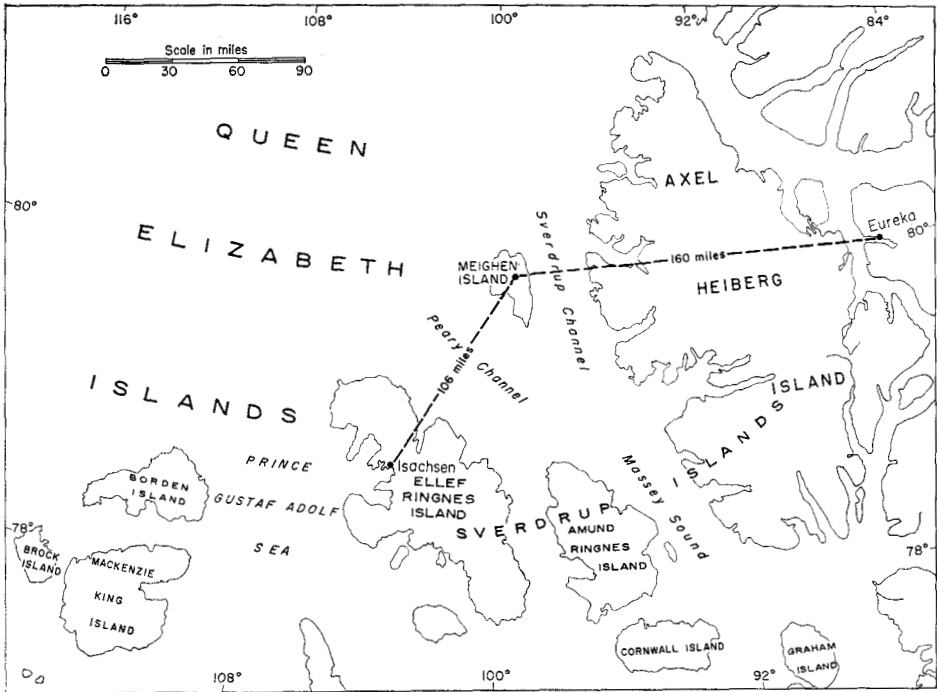 116° 108° 100° 92° 84°
Scale in miles
0 30 60 90
QUEEN
ELIZABETH
ISLANDS
80°
AXEL
HEIBERG
ISLAND
Eureka
80°
160 miles
MEIGHEN
ISLAND
Sverdrup Channel
Peary Channel
106 miles
Isachsen
ELLEF
RINGNES
ISLAND
PRINCE
GUSTAF ADOLF
SEA
BORDEN
ISLAND
78°
BROCK
ISLAND
MACKENZIE
KING
ISLAND
SVERDRUP
ISLANDS
AMUND
RINGNES
ISLAND
Massey Sound
78°
CORNWALL ISLAND
GRAHAM
ISLAND
108° 100° 92°